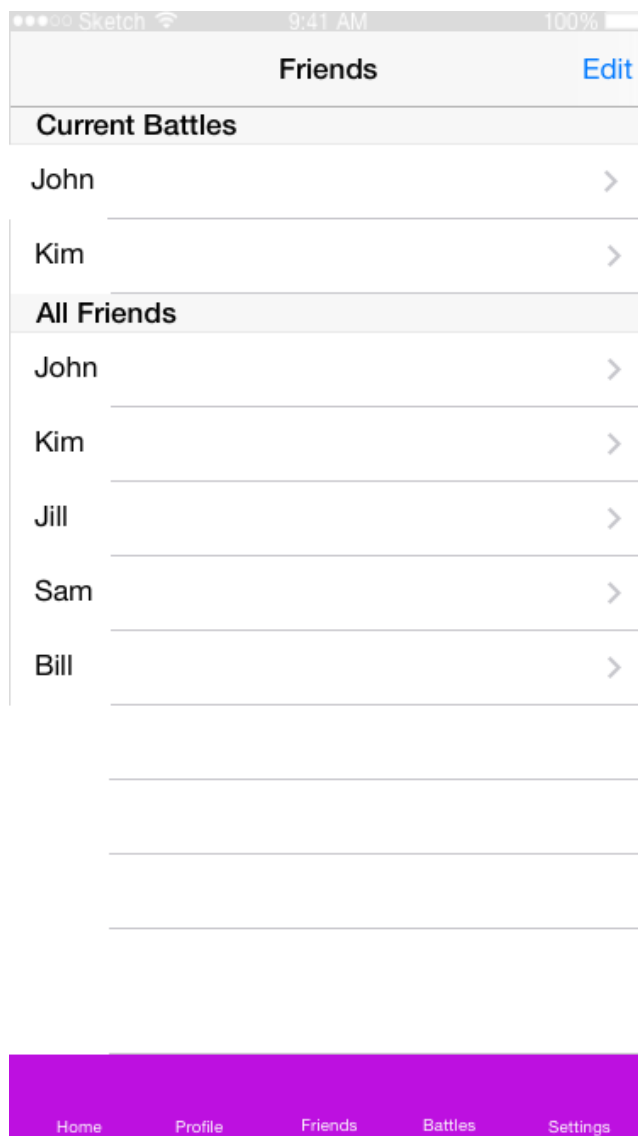 Sketch 9:41 AM 100%
Friends Edit
Current Battles
John
Kim
All Friends
John
Kim
Jill
Sam
Bill
Home Profile Friends Battles Settings